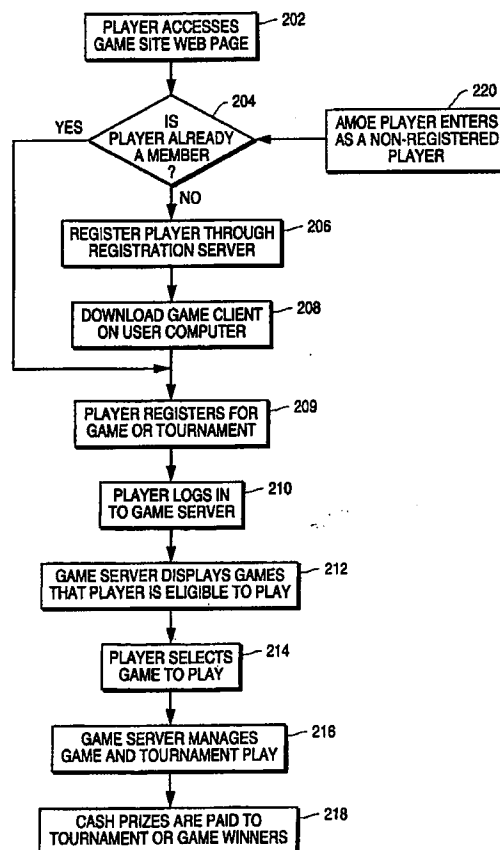 PLAYER ACCESSES
GAME SITE WEB PAGE
202
204
IS
PLAYER ALREADY
A MEMBER
?
YES
NO
220
AMOE PLAYER ENTERS
AS A NON-REGISTERED
PLAYER
REGISTER PLAYER THROUGH
REGISTRATION SERVER
206
DOWNLOAD GAME CLIENT
ON USER COMPUTER
208
PLAYER REGISTERS FOR
GAME OR TOURNAMENT
209
PLAYER LOGS IN
TO GAME SERVER
210
GAME SERVER DISPLAYS GAMES
THAT PLAYER IS ELIGIBLE TO PLAY
212
PLAYER SELECTS
GAME TO PLAY
214
GAME SERVER MANAGES
GAME AND TOURNAMENT PLAY
216
CASH PRIZES ARE PAID TO
TOURNAMENT OR GAME WINNERS
218